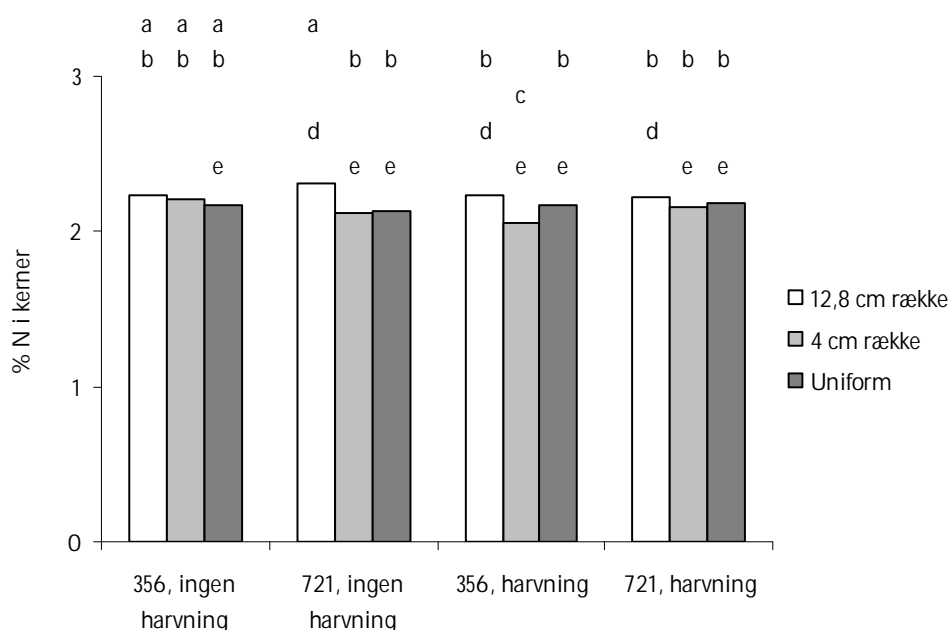 a a a a
b b b b b b b b b b
3
c
d d d
e e e e e e e
2
12,8 cm række
4 cm række
Uniform
1
0
% N i kerner
356, ingen harvning
721, ingen harvning
356, harvning
721, harvning